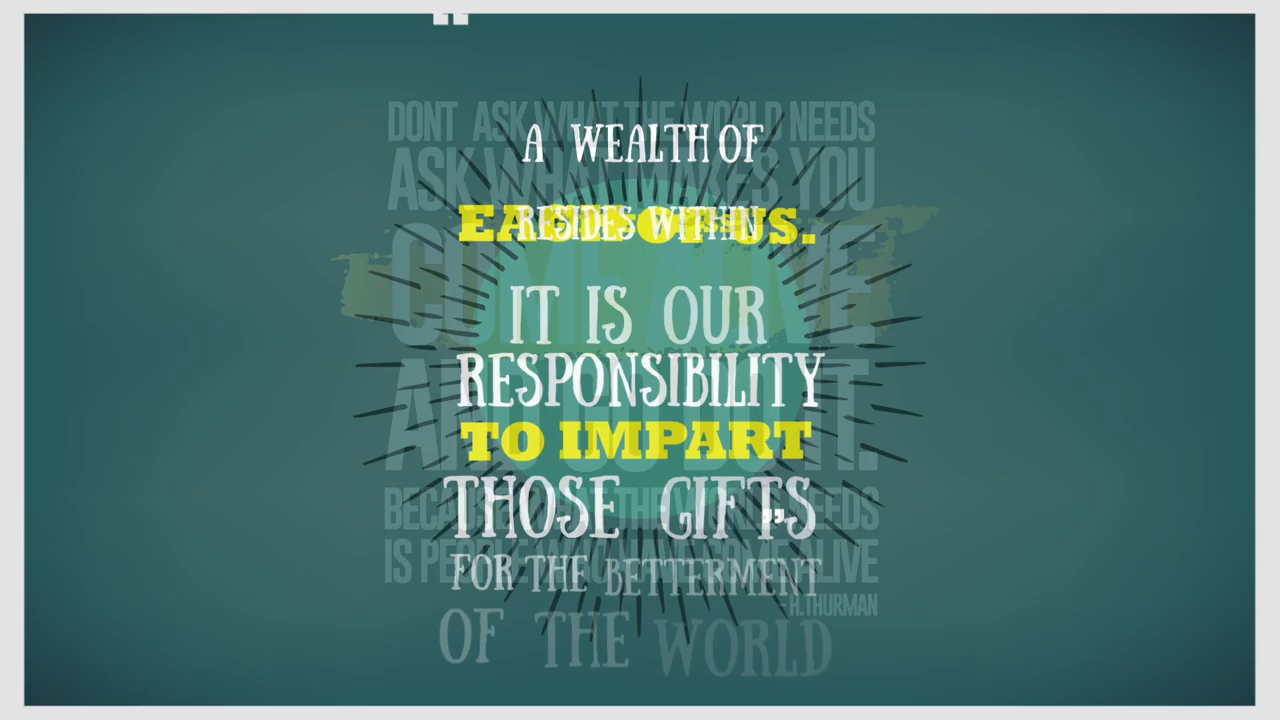 “
DONT ASK WHAT THE WORLD NEEDS
ASK WHAT MAKES YOU
COME ALIVE
AND GO DO IT.
BECAUSE WHAT THE WORLD NEEDS
IS PEOPLE WHO HAVE COME ALIVE
- H.THURMAN
A WEALTH OF
RESIDES WITHIN
EACH OF US.
IT IS OUR
RESPONSIBILITY
TO IMPART
THOSE GIFTS
”
FOR THE BETTERMENT
OF THE WORLD